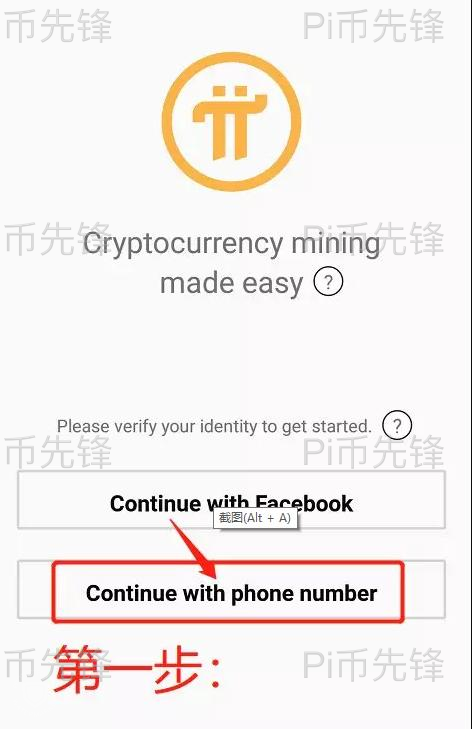 币先锋 Pi币先锋
Cryptocurrency mining
币先锋 Pi币先锋
made easy ?
Please verify your identity to get started. ?
币先锋 Pi币先锋
Continue with Facebook
截图(Alt + A)
Continue with phone number
第一步:
币先锋 Pi币先锋